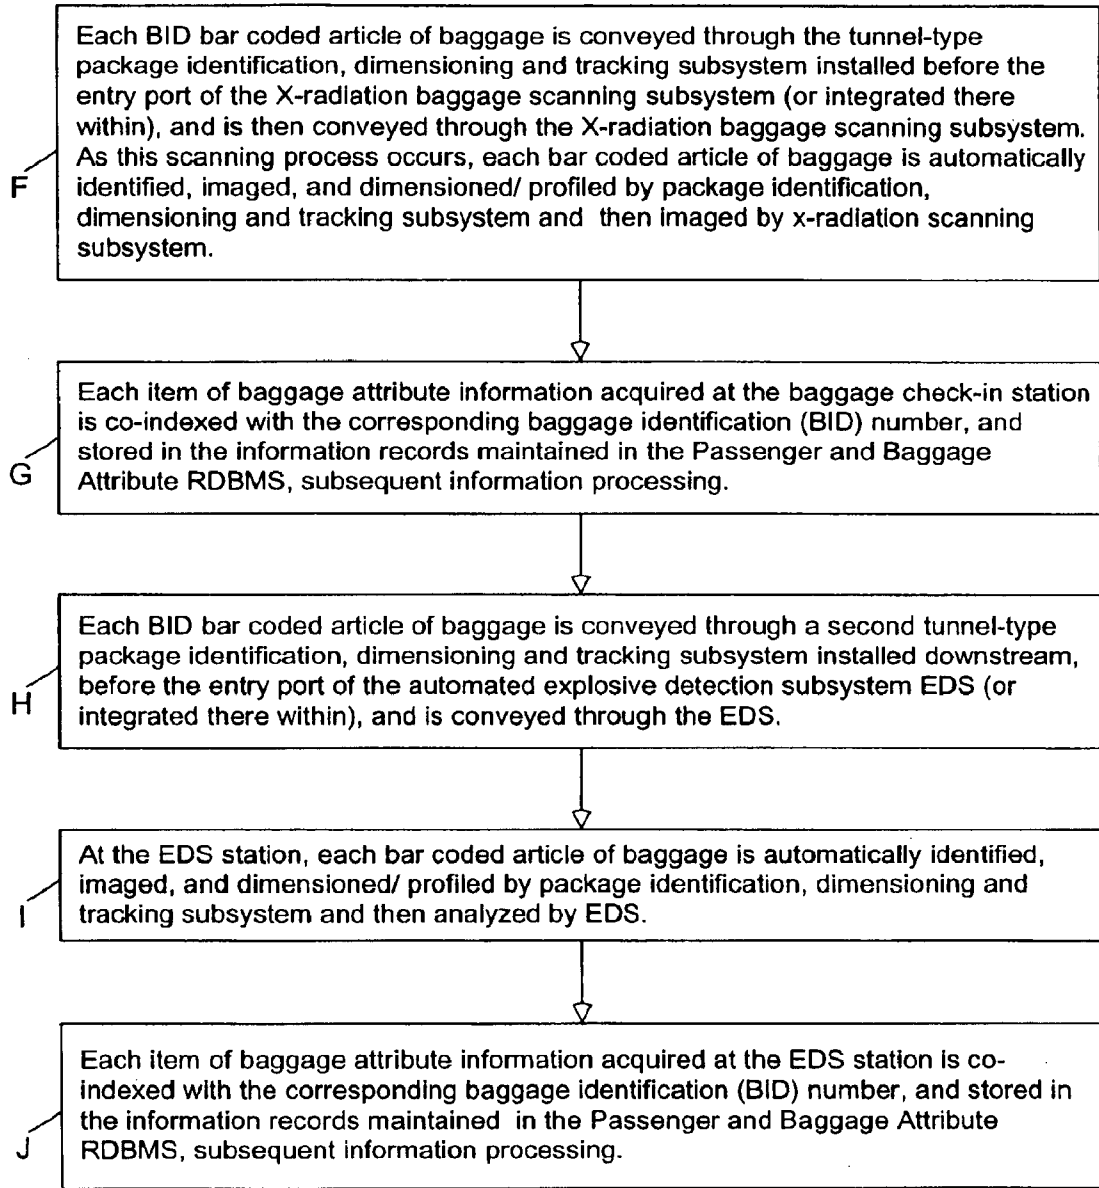 Each BID bar coded article of baggage is conveyed through the tunnel-type
package identification, dimensioning and tracking subsystem installed before the
entry port of the X-radiation baggage scanning subsystem (or integrated there
within), and is then conveyed through the X-radiation baggage scanning subsystem.
As this scanning process occurs, each bar coded article of baggage is automatically
identified, imaged, and dimensioned/ profiled by package identification,
dimensioning and tracking subsystem and then imaged by x-radiation scanning
subsystem.
F
Each item of baggage attribute information acquired at the baggage check-in station
is co-indexed with the corresponding baggage identification (BID) number, and
stored in the information records maintained in the Passenger and Baggage
Attribute RDBMS, subsequent information processing.
G
Each BID bar coded article of baggage is conveyed through a second tunnel-type
package identification, dimensioning and tracking subsystem installed downstream,
before the entry port of the automated explosive detection subsystem EDS (or
integrated there within), and is conveyed through the EDS.
H
At the EDS station, each bar coded article of baggage is automatically identified,
imaged, and dimensioned/ profiled by package identification, dimensioning and
tracking subsystem and then analyzed by EDS.
I
Each item of baggage attribute information acquired at the EDS station is co-
indexed with the corresponding baggage identification (BID) number, and stored in
the information records maintained in the Passenger and Baggage Attribute
RDBMS, subsequent information processing.
J